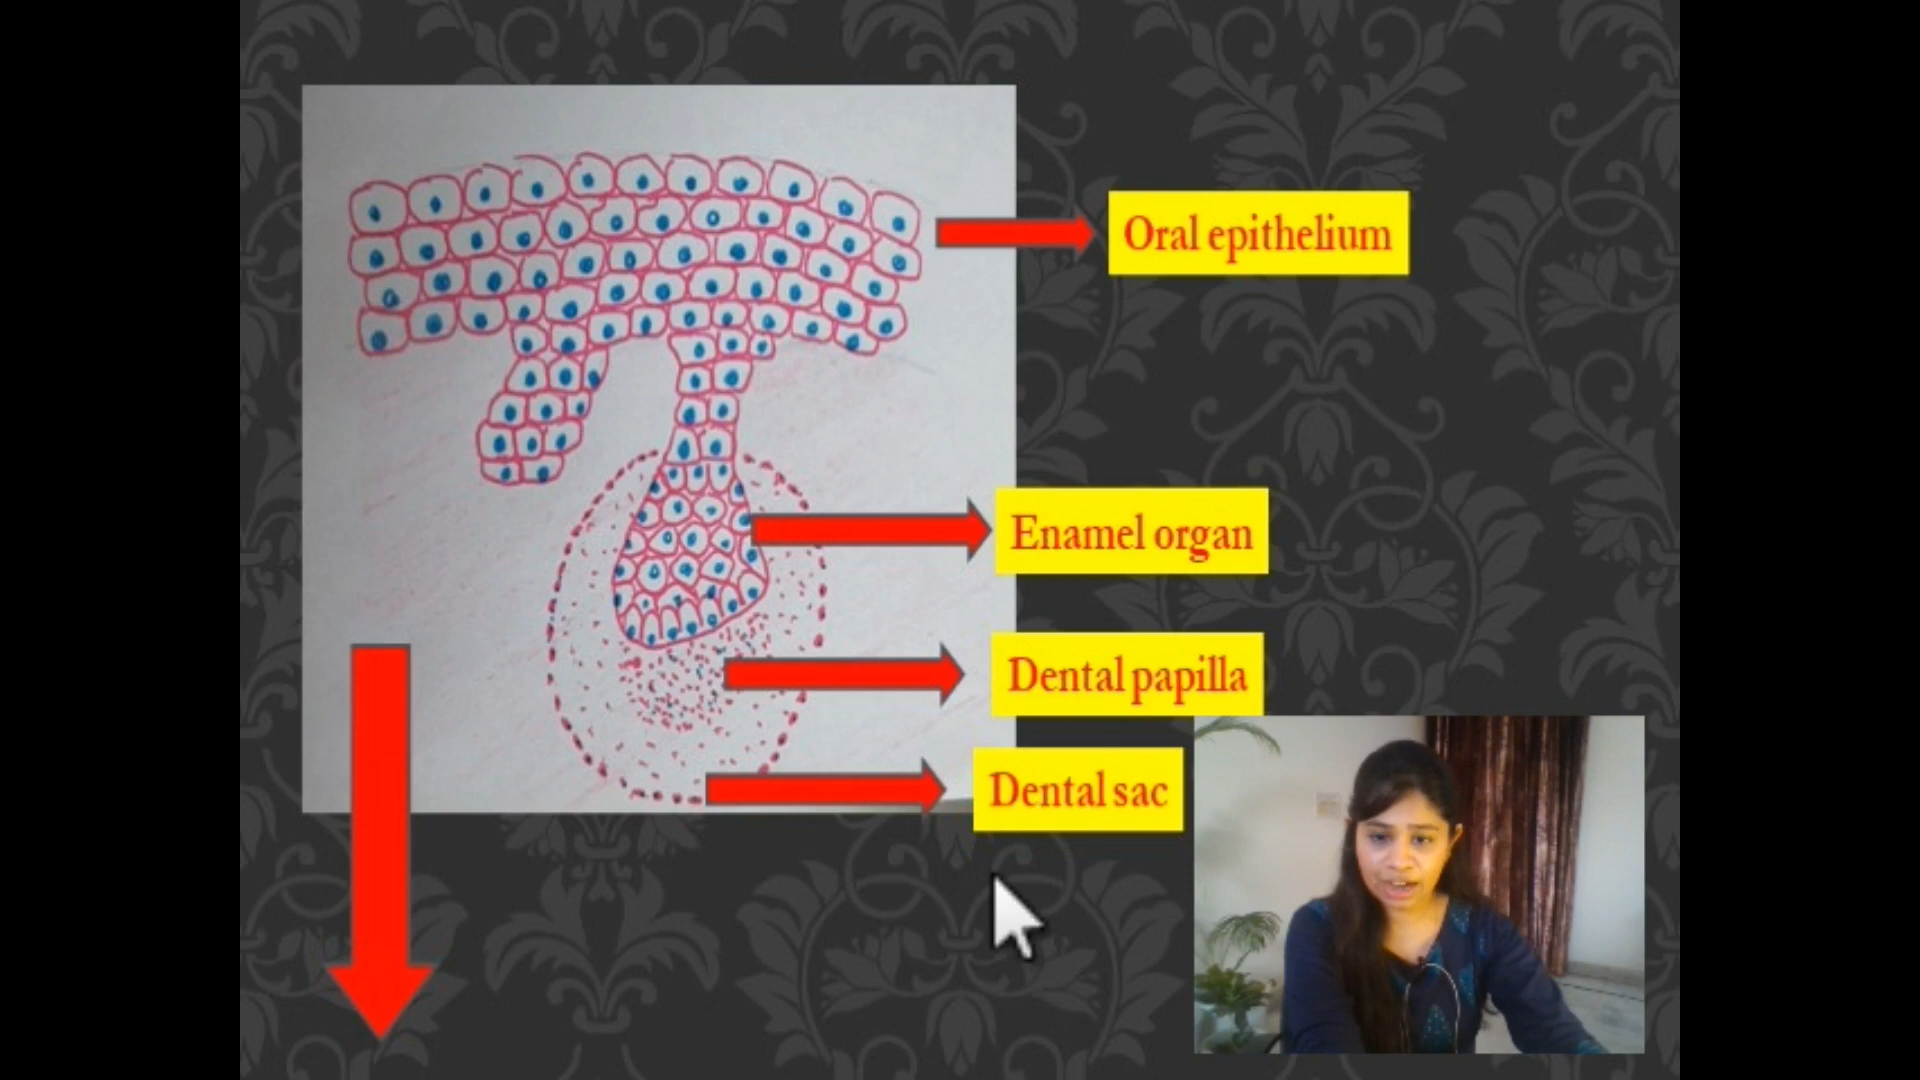 Oral epithelium
Enamel organ
Dental papilla
Dental sac